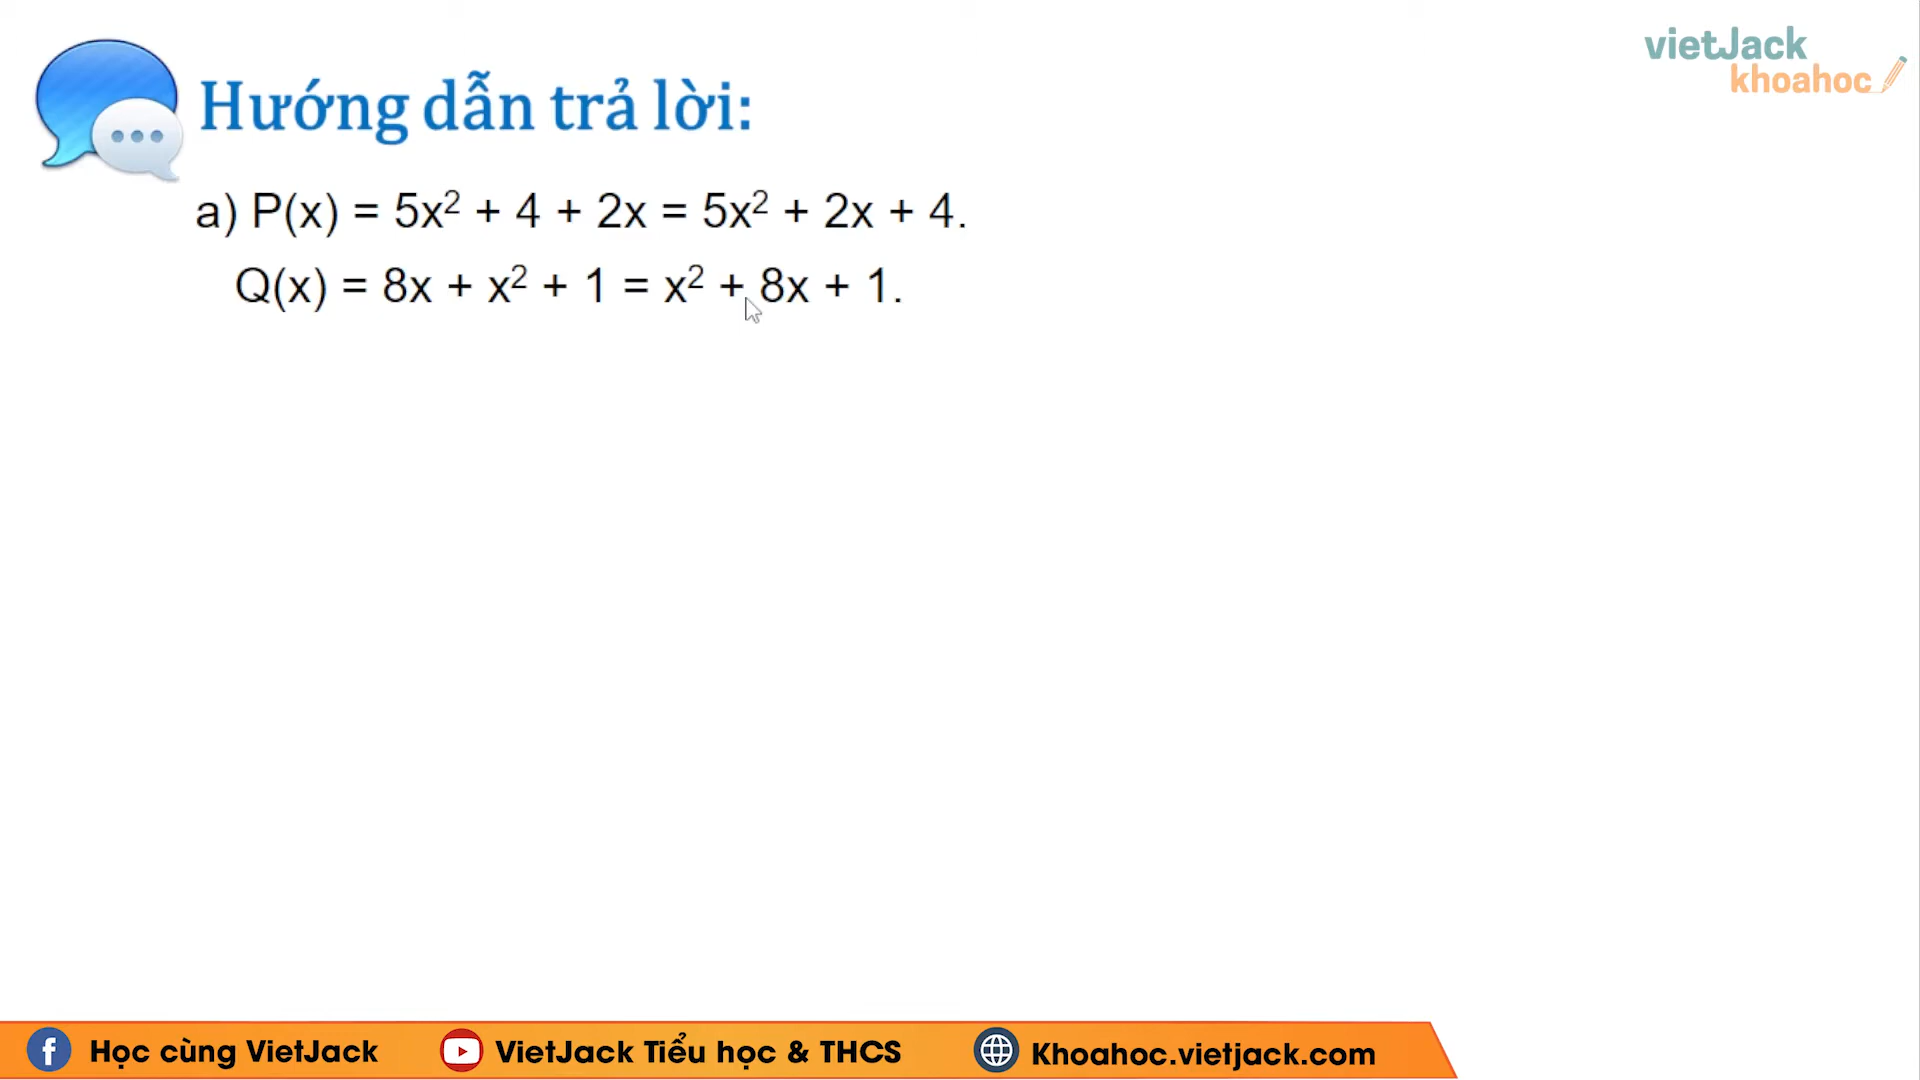 vietJack
khoahoc
Hướng dẫn trả lời:
a) P(x) = 5x² + 4 + 2x = 5x² + 2x + 4.
Q(x) = 8x + x² + 1 = x² + 8x + 1.
Học cùng VietJack
VietJack Tiểu học & THCS
Khoahoc.vietjack.com